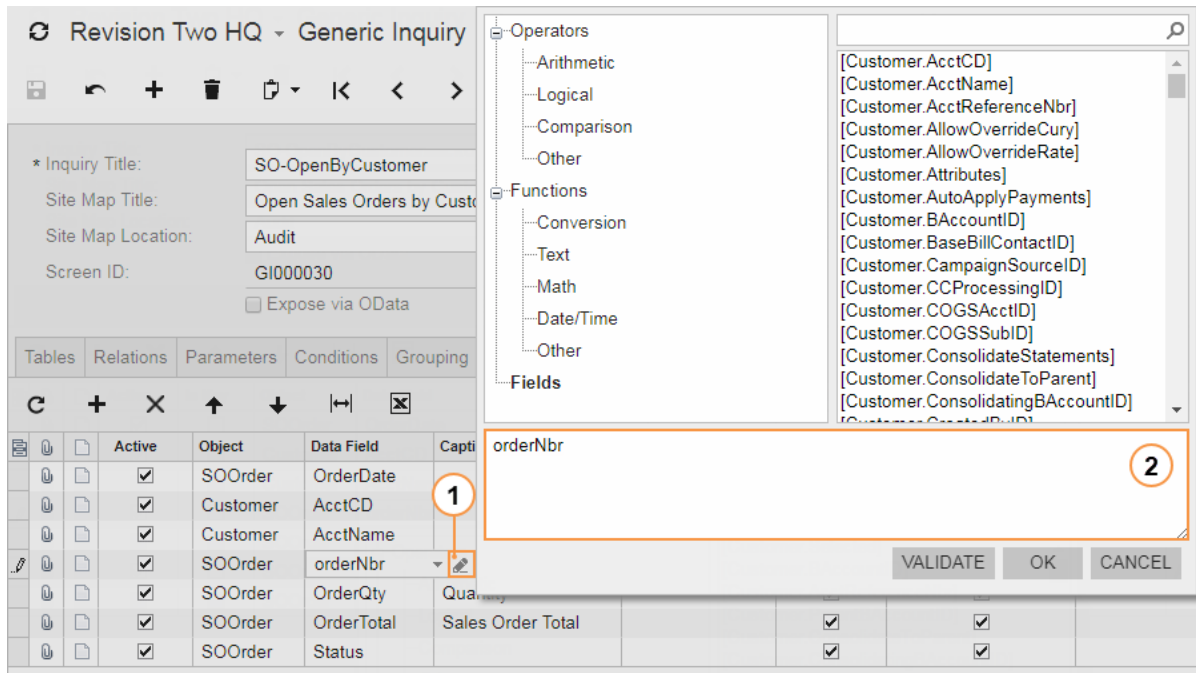 Revision Two HQ Generic Inquiry
* Inquiry Title: SO-OpenByCustomer
Site Map Title: Open Sales Orders by Custo
Site Map Location: Audit
Screen ID: GI000030
Expose via OData
Tables Relations Parameters Conditions Grouping
Active Object Data Field Capti
SOOrder OrderDate
Customer AcctCD
Customer AcctName
SOOrder orderNbr
SOOrder OrderQty
SOOrder OrderTotal Sales Order Total
SOOrder Status
1
Operators
Arithmetic
Logical
Comparison
Other
Functions
Conversion
Text
Math
Date/Time
Other
Fields
[Customer.AcctCD]
[Customer.AcctName]
[Customer.AcctReferenceNbr]
[Customer.AllowOverrideCury]
[Customer.AllowOverrideRate]
[Customer.Attributes]
[Customer.AutoApplyPayments]
[Customer.BAccountID]
[Customer.BaseBillContactID]
[Customer.CampaignSourceID]
[Customer.CCProcessingID]
[Customer.COGSAcctID]
[Customer.COGSSubID]
[Customer.ConsolidateStatements]
[Customer.ConsolidateToParent]
[Customer.ConsolidatingBAccountID]
orderNbr
2
VALIDATE OK CANCEL